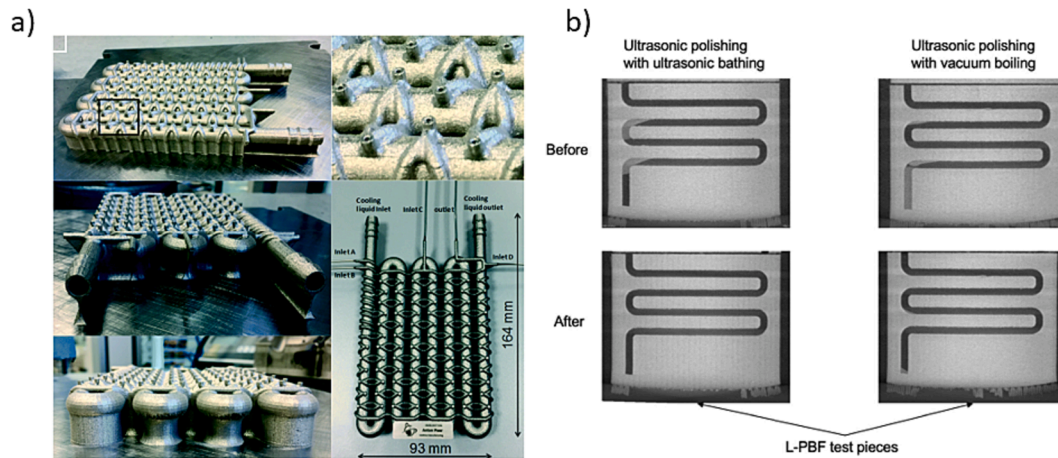 a)
Cooling
liquid inlet
Inlet C
outlet
Cooling
liquid outlet
Inlet A
Inlet B
Inlet D
164 mm
93 mm
b)
Ultrasonic polishing
with ultrasonic bathing
Ultrasonic polishing
with vacuum boiling
Before
After
L-PBF test pieces